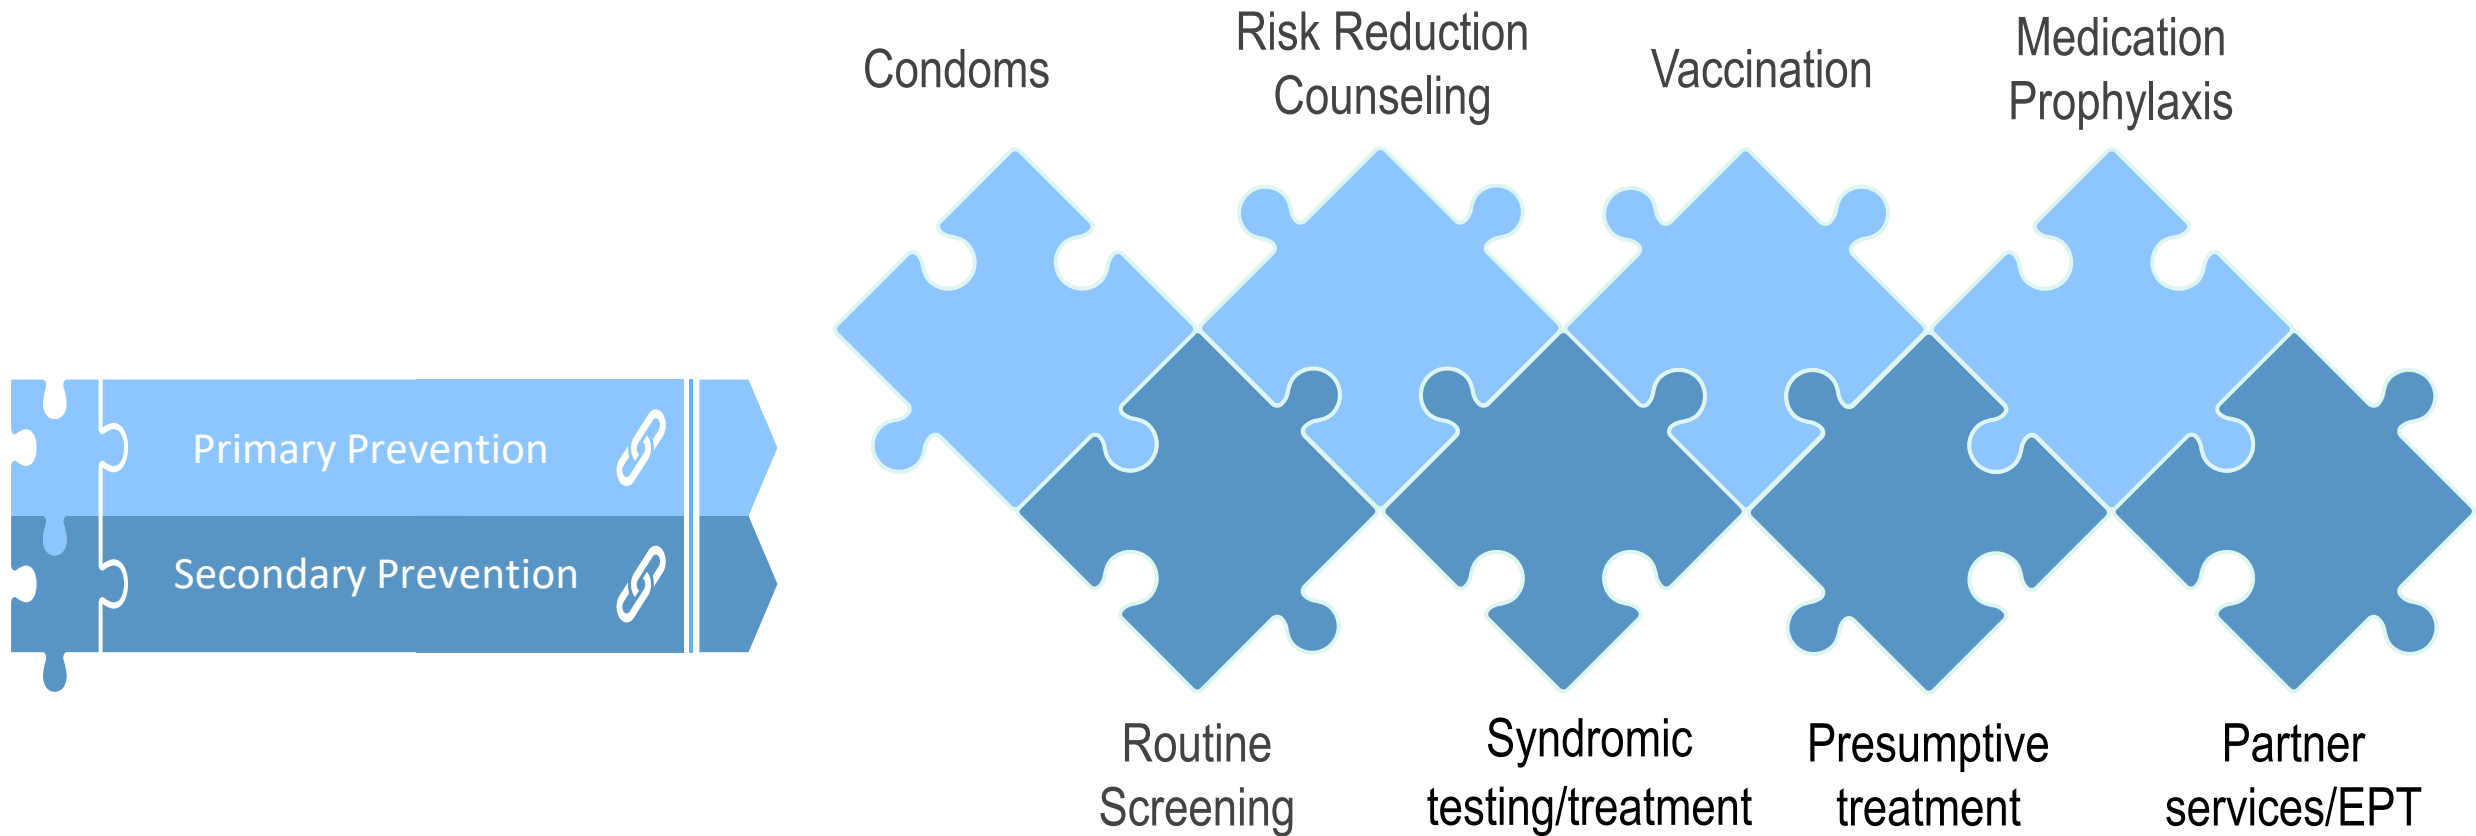 Condoms
Risk Reduction
Counseling
Vaccination
Medication
Prophylaxis
Primary Prevention
Secondary Prevention
Routine
Screening
Syndromic
testing/treatment
Presumptive
treatment
Partner
services/EPT